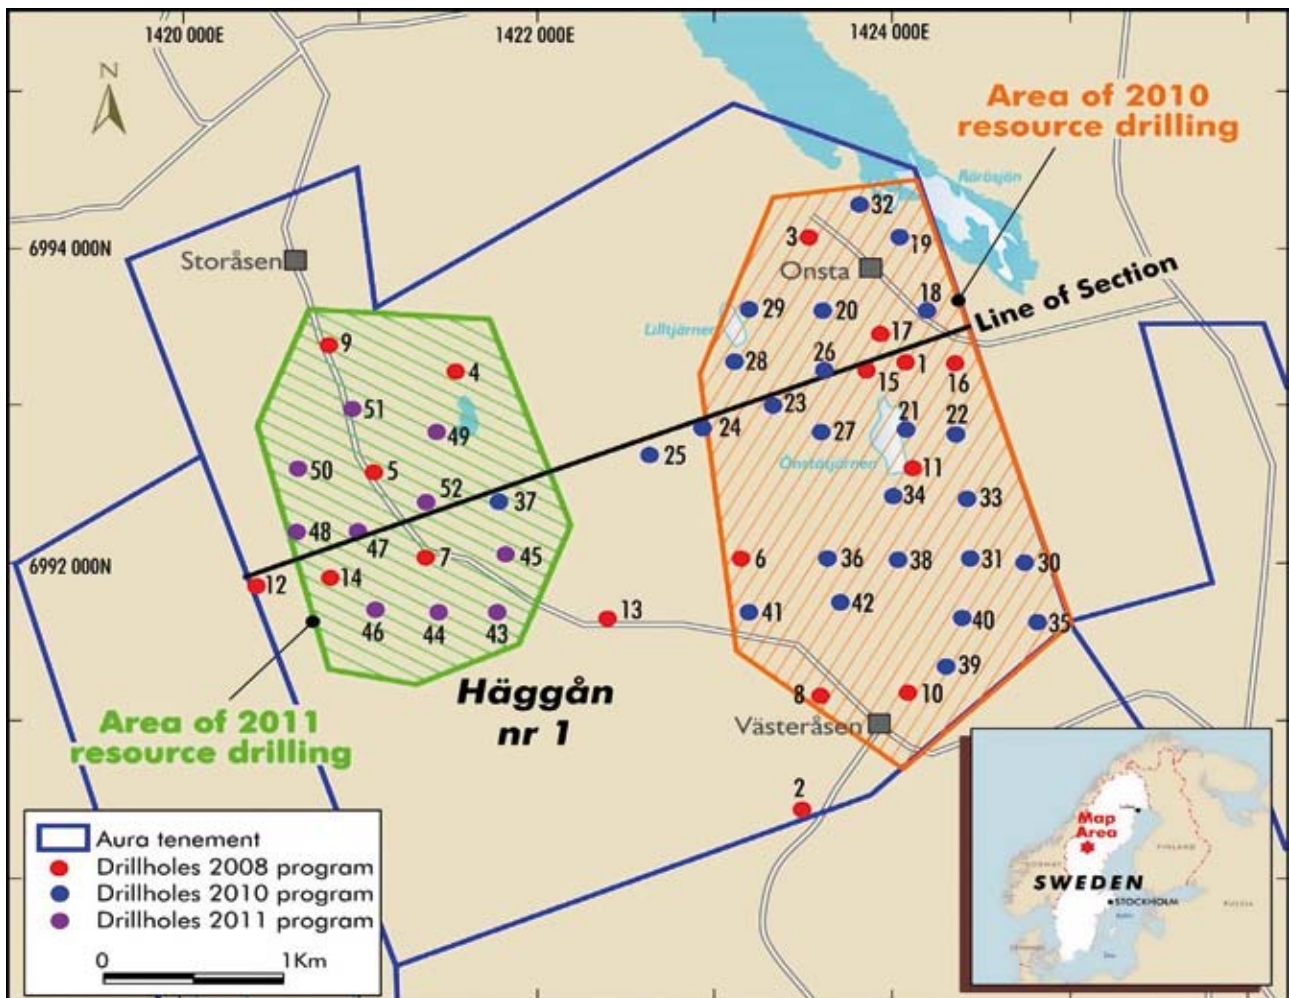 1420 000E
1422 000E
1424 000E
N
Area of 2010
resource drilling
Rörösjön
32
3
19
6994 000N
Storåsen
Onsta
18
Line of Section
29
20
17
Lilltjärnen
9
28
26
1
4
15
16
51
23
49
24
27
21
22
25
Önstatjärnen
11
50
5
52
37
34
33
48
47
6992 000N
7
45
6
36
38
31
30
12
14
13
41
42
46
44
43
40
35
39
Häggån
nr 1
8
10
Area of 2011
resource drilling
Västeråsen
2
Aura tenement
Drillholes 2008 program
Drillholes 2010 program
Drillholes 2011 program
0
1Km
Map
Area
NORWAY
FINLAND
SWEDEN
STOCKHOLM
RUSSIA